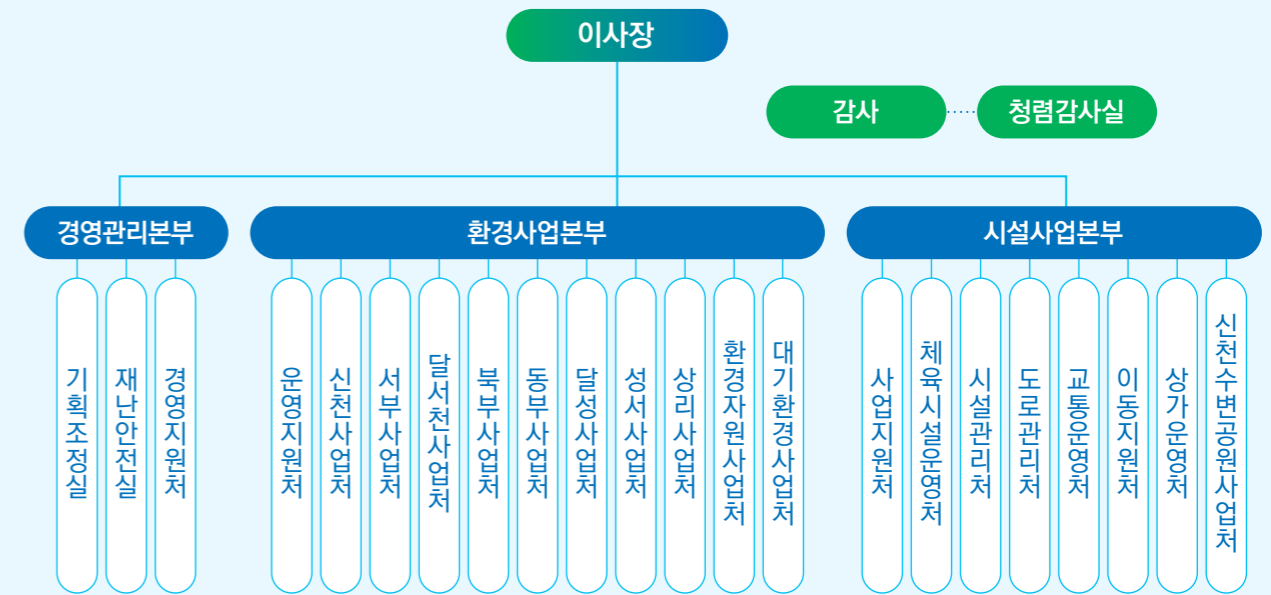 이사장
감사
청렴감사실
경영관리본부
환경사업본부
시설사업본부
기획조정실
재난안전실
경영지원처
운영지원처
신천사업처
서부사업처
달서천사업처
북부사업처
동부사업처
달성사업처
성서사업처
상리사업처
환경자원사업처
대기환경사업처
사업지원처
체육시설운영처
시설관리처
도로관리처
교통운영처
이동지원처
상가운영처
신천수변공원사업처